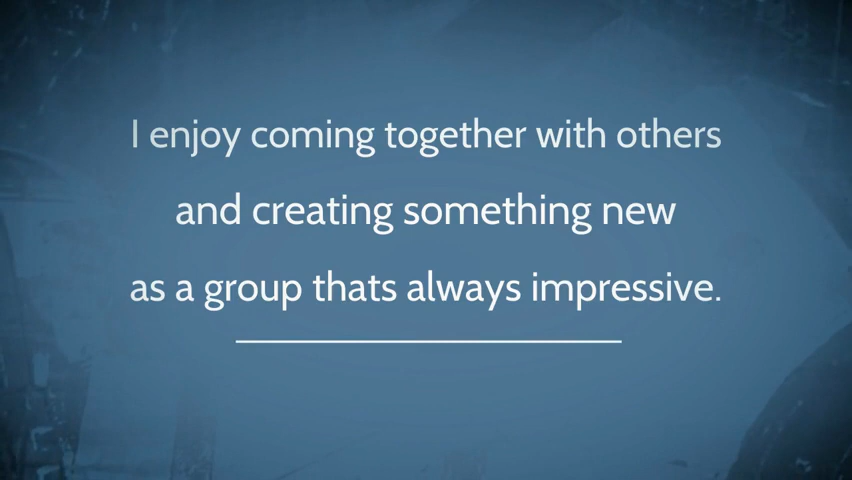 I enjoy coming together with others
and creating something new
as a group thats always impressive.